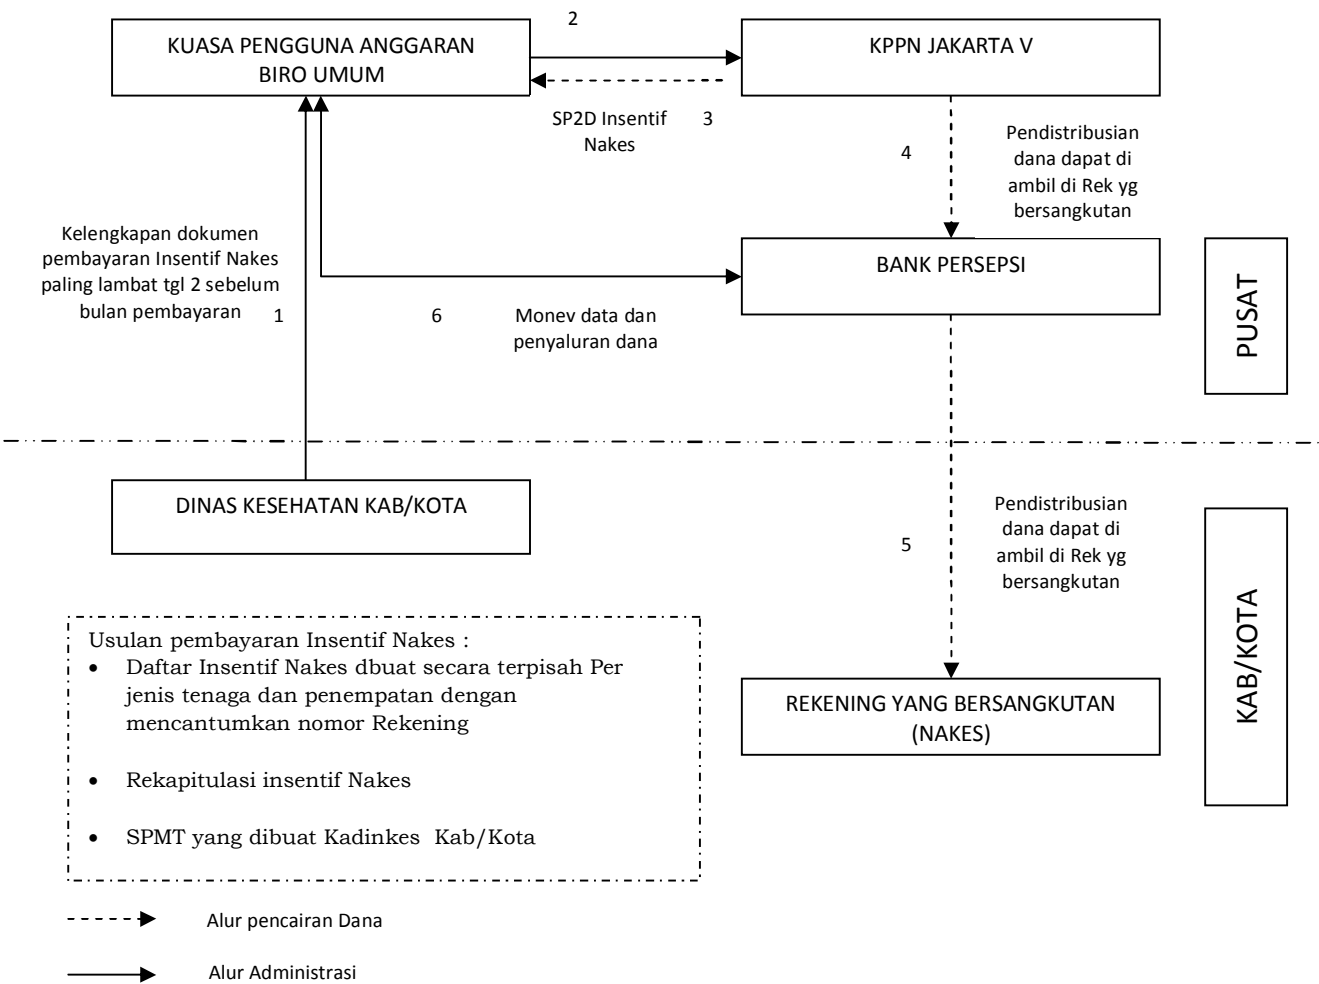 2
KUASA PENGGUNA ANGGARAN
BIRO UMUM
KPPN JAKARTA V
SP2D Insentif
Nakes
3
4
Pendistribusian
dana dapat di
ambil di Rek yg
bersangkutan
Kelengkapan dokumen
pembayaran Insentif Nakes
paling lambat tgl 2 sebelum
bulan pembayaran
1
BANK PERSEPSI
6
Monev data dan
penyaluran dana
PUSAT
DINAS KESEHATAN KAB/KOTA
5
Pendistribusian
dana dapat di
ambil di Rek yg
bersangkutan
KAB/KOTA
Usulan pembayaran Insentif Nakes :
• Daftar Insentif Nakes dbuat secara terpisah Per
jenis tenaga dan penempatan dengan
mencantumkan nomor Rekening
• Rekapitulasi insentif Nakes
• SPMT yang dibuat Kadinkes Kab/Kota
REKENING YANG BERSANGKUTAN
(NAKES)
Alur pencairan Dana
Alur Administrasi